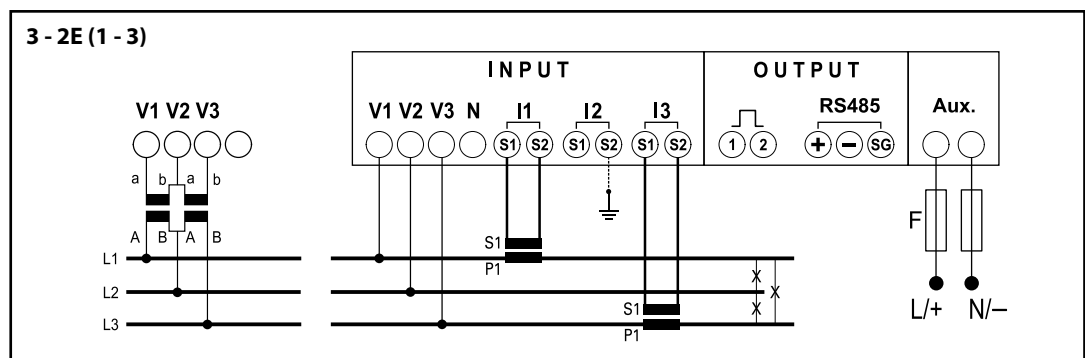 3 - 2E (1 - 3)
INPUT
OUTPUT
V1 V2 V3
V1 V2 V3 N I1 I2 I3
RS485
Aux.
S1 S2 S1 S2 S1 S2
1 2
+ − SG
a b a b
A B A B
F
S1
P1
L1
L2
L3
S1
P1
X
X
X
L/+ N/−